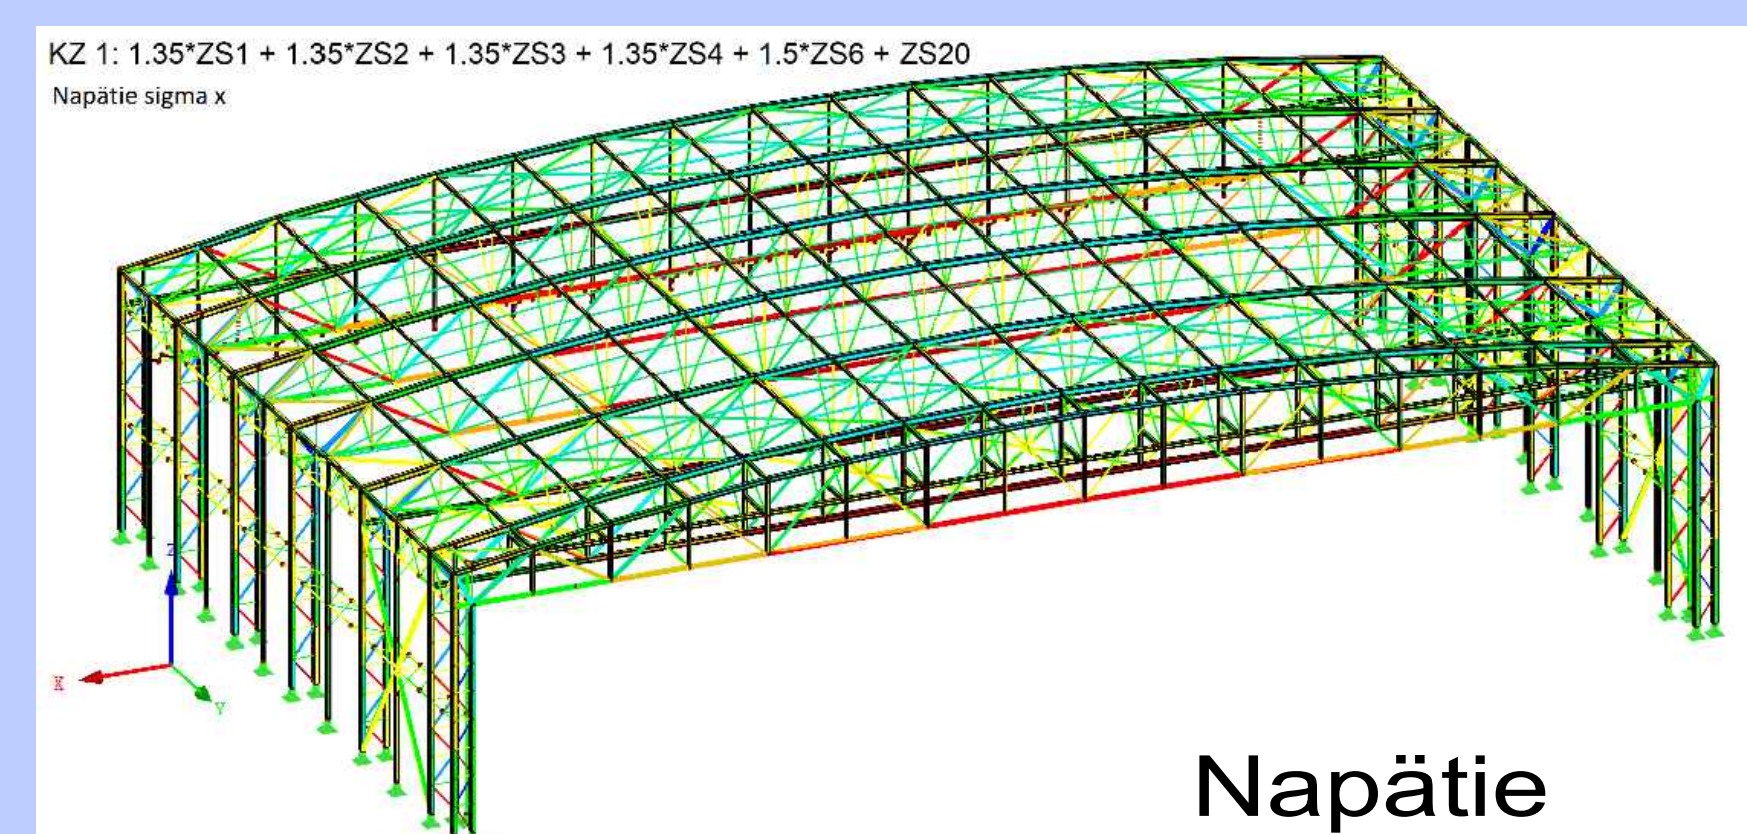 KZ 1: 1.35*ZS1 + 1.35*ZS2 + 1.35*ZS3 + 1.35*ZS4 + 1.5*ZS6 + ZS20
Napätie sigma x
Z
X
Y
Napätie